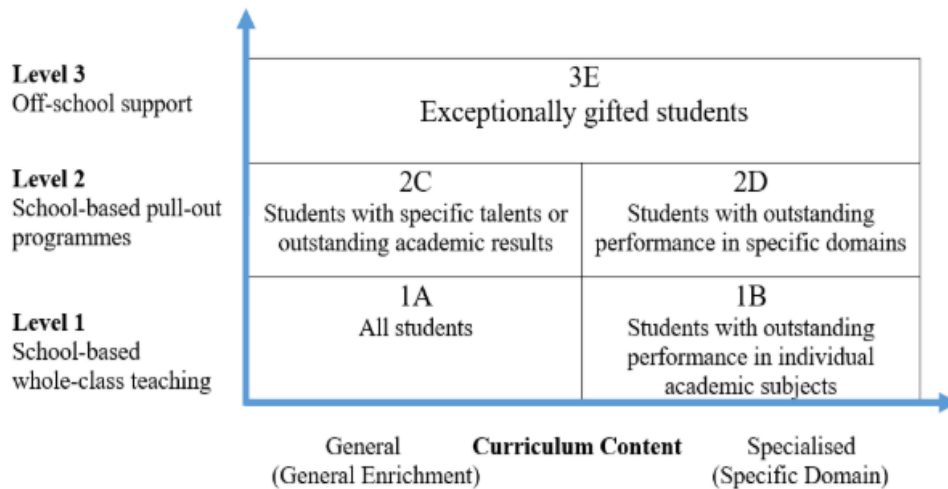 Level 3
Off-school support
3E
Exceptionally gifted students
Level 2
School-based pull-out
programmes
2C
Students with specific talents or
outstanding academic results
2D
Students with outstanding
performance in specific domains
Level 1
School-based
whole-class teaching
1A
All students
1B
Students with outstanding
performance in individual
academic subjects
General
(General Enrichment)
Curriculum Content
Specialised
(Specific Domain)